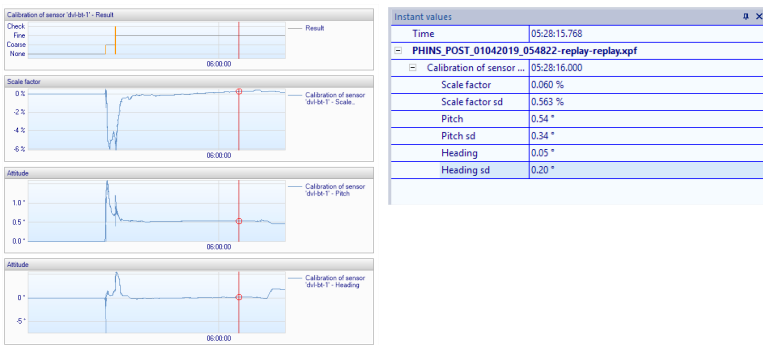 Calibration of sensor 'dvl-bt-1' - Result
Check
Fine
Coarse
None
Result
06:00:00
Scale factor
0 %
-2 %
-4 %
-6 %
Calibration of sensor
'dvl-bt-1' - Scale..
06:00:00
Attitude
1.0 °
0.5 °
0.0 °
Calibration of sensor
'dvl-bt-1' - Pitch
06:00:00
Attitude
0 °
-5 °
Calibration of sensor
'dvl-bt-1' - Heading
06:00:00
Instant values
Time 05:28:15.768
PHINS_POST_01042019_054822-replay-replay.xpf
Calibration of sensor ... 05:28:16.000
Scale factor 0.060 %
Scale factor sd 0.563 %
Pitch 0.54 °
Pitch sd 0.34 °
Heading 0.05 °
Heading sd 0.20 °